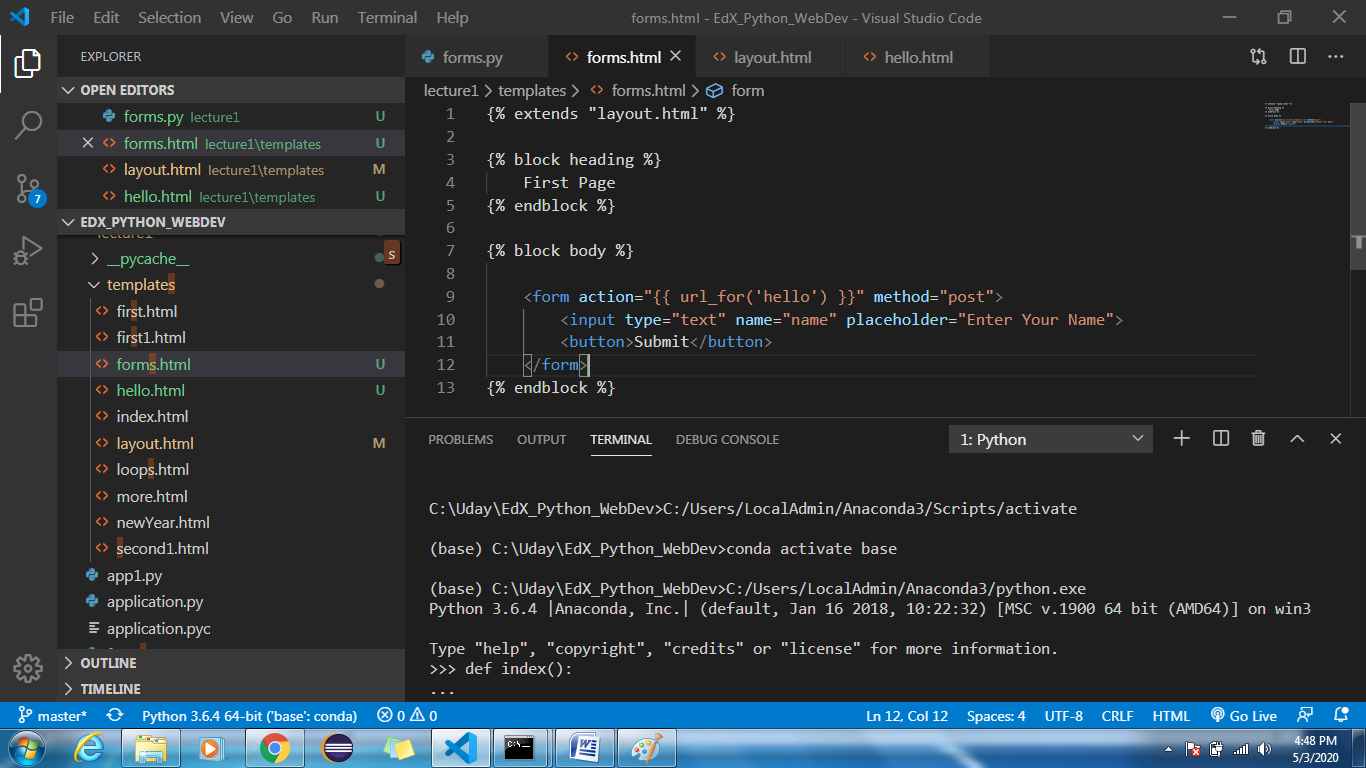 File Edit Selection View Go Run Terminal Help forms.html - EdX_Python_WebDev - Visual Studio Code
EXPLORER
OPEN EDITORS
forms.py lecture1 U
forms.html lecture1\templates U
layout.html lecture1\templates M
hello.html lecture1\templates U
EDX_PYTHON_WEBDEV
lecture1
s
__pycache__
templates
first.html
first1.html
forms.html U
hello.html U
index.html
layout.html M
loops.html
more.html
newYear.html
second1.html
app1.py
application.py
application.pyc
OUTLINE
TIMELINE
7
forms.py forms.html layout.html hello.html
lecture1 > templates > forms.html > form
1 {% extends "layout.html" %}
2
3 {% block heading %}
4 First Page
5 {% endblock %}
6
7 {% block body %}
8
9 <form action="{{ url_for('hello') }}" method="post">
10 <input type="text" name="name" placeholder="Enter Your Name">
11 <button>Submit</button>
12 </form>
13 {% endblock %}
PROBLEMS OUTPUT TERMINAL DEBUG CONSOLE 1: Python
C:\Uday\EdX_Python_WebDev>C:/Users/LocalAdmin/Anaconda3/Scripts/activate
(base) C:\Uday\EdX_Python_WebDev>conda activate base
(base) C:\Uday\EdX_Python_WebDev>C:/Users/LocalAdmin/Anaconda3/python.exe
Python 3.6.4 |Anaconda, Inc.| (default, Jan 16 2018, 10:22:32) [MSC v.1900 64 bit (AMD64)] on win3
Type "help", "copyright", "credits" or "license" for more information.
>>> def index():
...
master* Python 3.6.4 64-bit ('base': conda) 0 0 Ln 12, Col 12 Spaces: 4 UTF-8 CRLF HTML Go Live
4:48 PM
5/3/2020